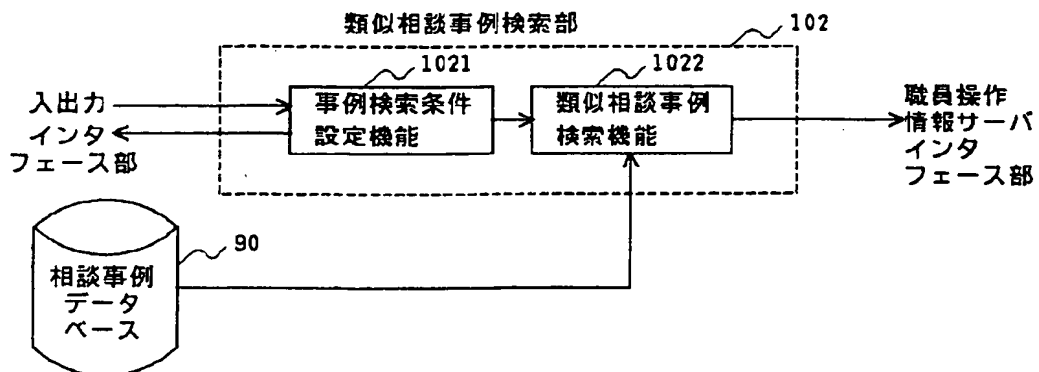 類似相談事例検索部
102
1021
1022
入出力
インタ
フェース部
事例検索条件
設定機能
類似相談事例
検索機能
職員操作
情報サーバ
インタ
フェース部
90
相談事例
データ
ベース